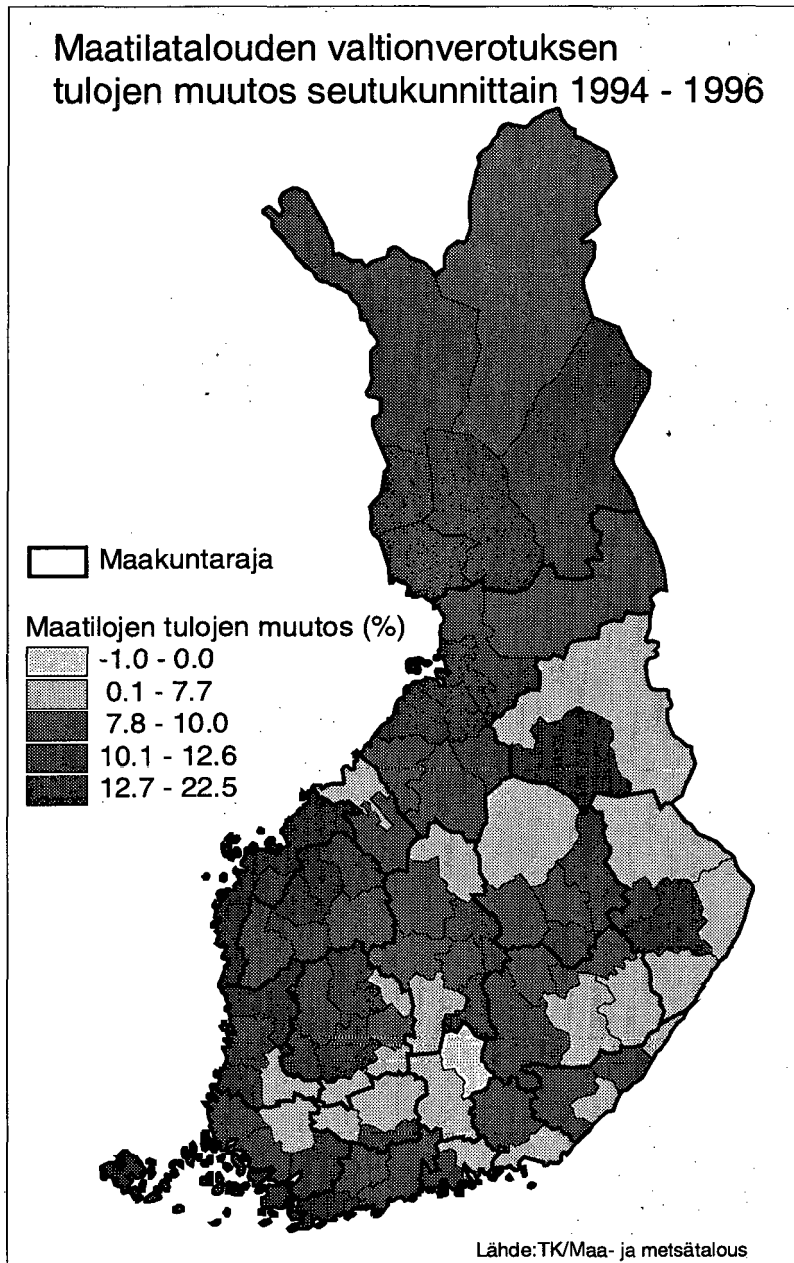 Maatilatalouden valtionverotuksen
tulojen muutos seutukunnittain 1994 - 1996
Maakuntaraja
Maatilojen tulojen muutos (%)
-1.0 - 0.0
0.1 - 7.7
7.8 - 10.0
10.1 - 12.6
12.7 - 22.5
Lähde:TK/Maa- ja metsätalous